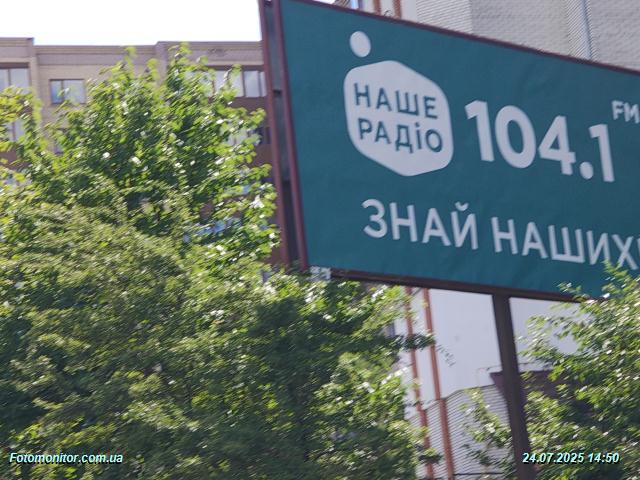 НАШЕ
РАДіО
104.1 FM
ЗНАЙ НАШИХ
Fotomonitor.com.ua
24.07.2025 14:50